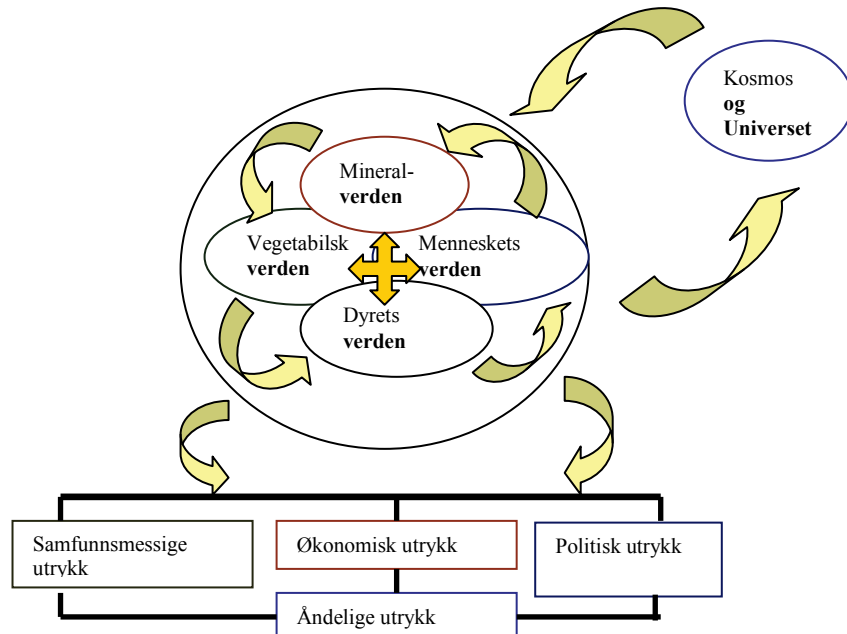 Kosmos
og
Universet
Mineral-
verden
Vegetabilsk
verden
Menneskets
verden
Dyrets
verden
Samfunnsmessige
utrykk
Økonomisk utrykk
Politisk utrykk
Åndelige utrykk